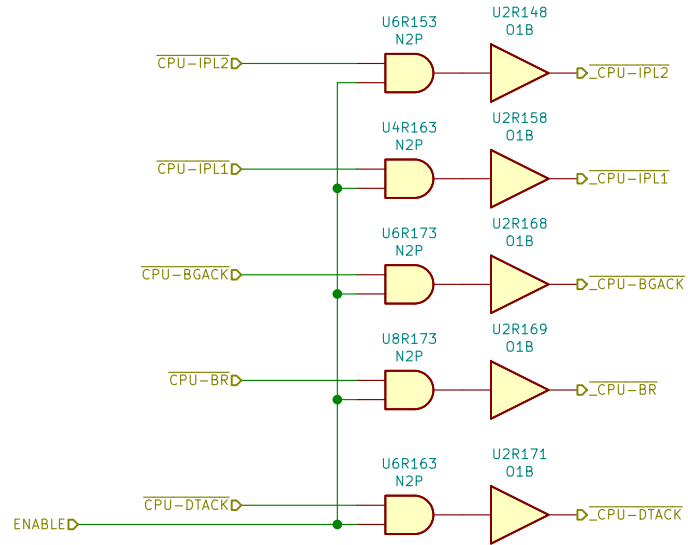 U6R153
N2P
U2R148
O1B
CPU-IPL2
_CPU-IPL2
U4R163
N2P
U2R158
O1B
CPU-IPL1
_CPU-IPL1
U6R173
N2P
U2R168
O1B
CPU-BGACK
_CPU-BGACK
U8R173
N2P
U2R169
O1B
CPU-BR
_CPU-BR
U6R163
N2P
U2R171
O1B
CPU-DTACK
_CPU-DTACK
ENABLE